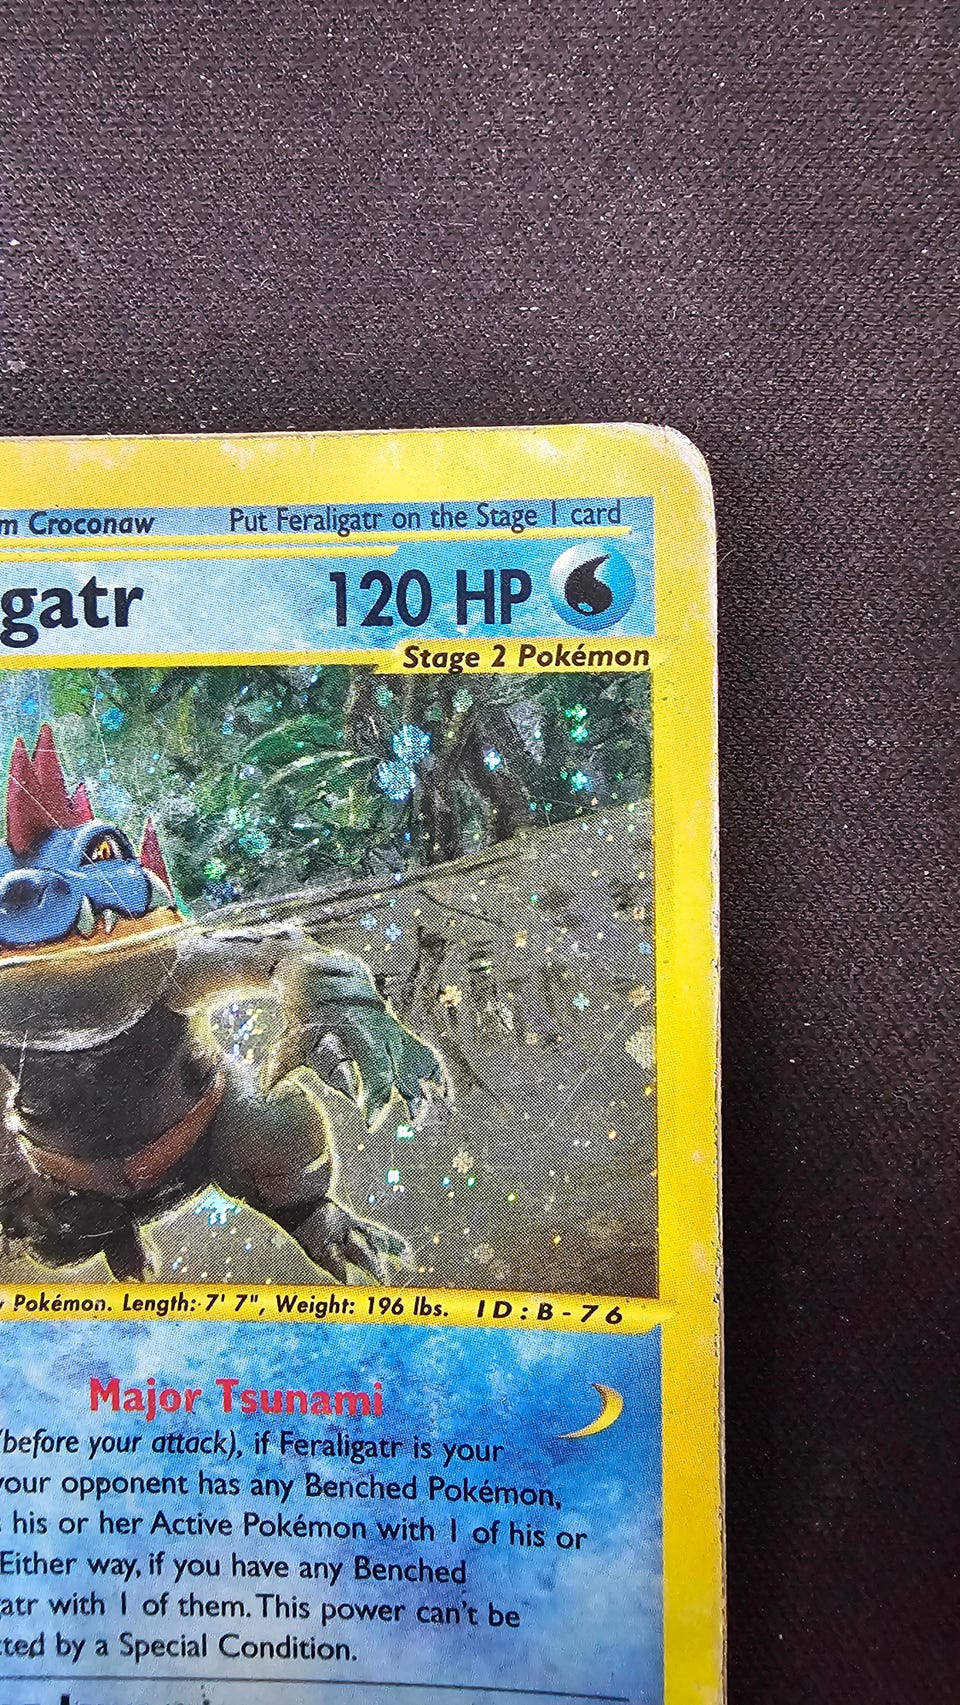 m Croconaw Put Feraligatr on the Stage 1 card
gatr 120 HP
Stage 2 Pokémon
Pokémon. Length: 7' 7", Weight: 196 lbs. ID:B-76
Major Tsunami
(before your attack), if Feraligatr is your
your opponent has any Benched Pokémon,
his or her Active Pokémon with 1 of his or
Either way, if you have any Benched
gatr with 1 of them. This power can't be
cted by a Special Condition.